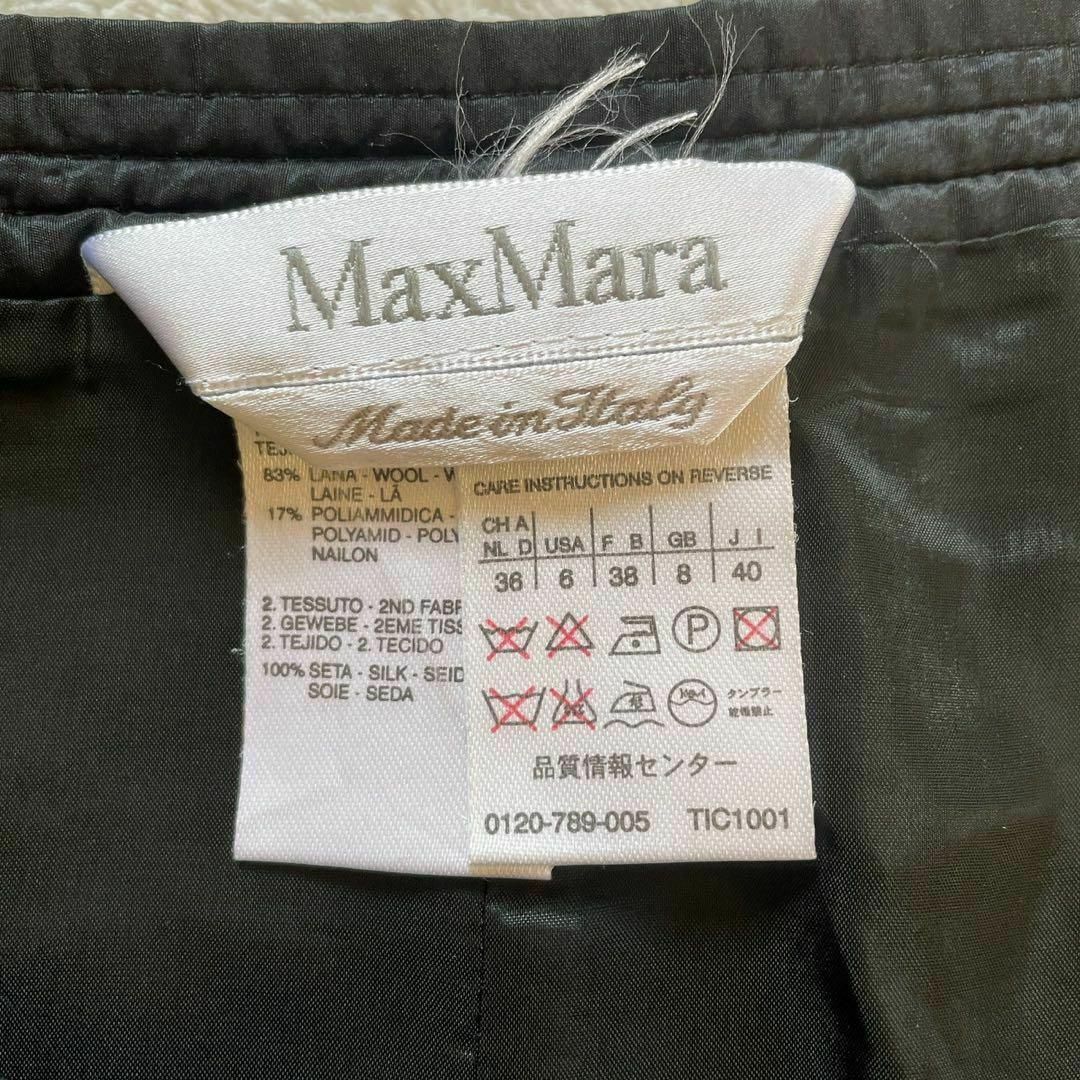 MaxMara
Made in Italy
83% LANA - WOOL - W
LAINE - LÃ
17% POLIAMMIDICA -
POLYAMID - POLY
NAILON
2. TESSUTO - 2ND FABR
2. GEWEBE - 2EME TISS
2. TEJIDO - 2. TECIDO
100% SETA - SILK - SEID
SOIE - SEDA
CARE INSTRUCTIONS ON REVERSE
CH A
NL D USA F B GB J I
36 6 38 8 40
P
タンブラー
乾燥禁止
品質情報センター
0120-789-005 TIC1001